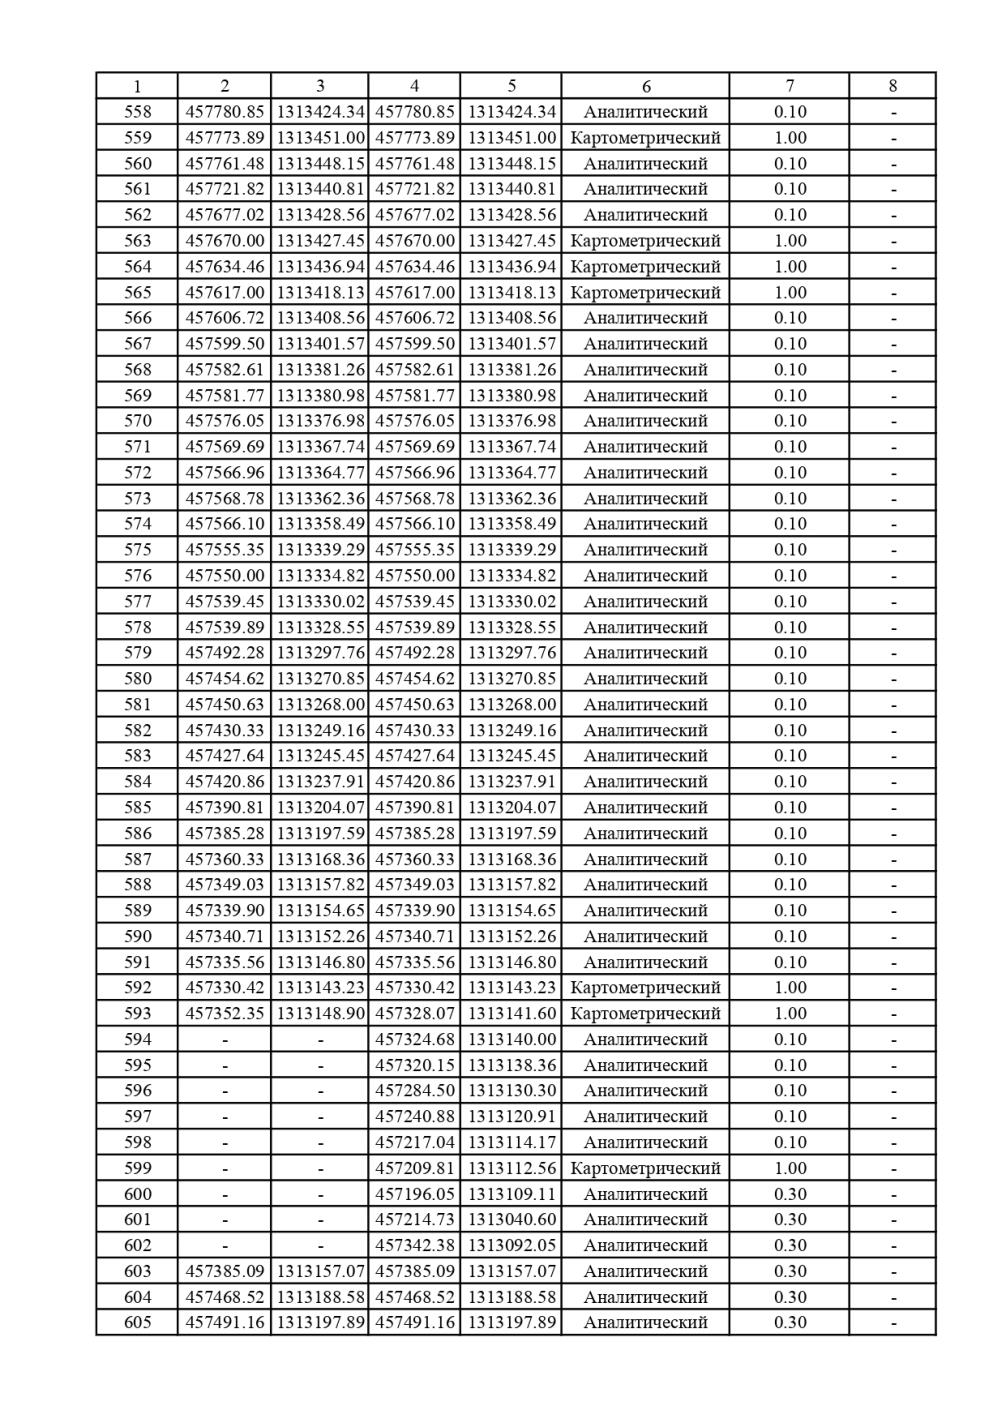 1 2 3 4 5 6 7 8
558 457780.85 1313424.34 457780.85 1313424.34 Аналитический 0.10 -
559 457773.89 1313451.00 457773.89 1313451.00 Картометрический 1.00 -
560 457761.48 1313448.15 457761.48 1313448.15 Аналитический 0.10 -
561 457721.82 1313440.81 457721.82 1313440.81 Аналитический 0.10 -
562 457677.02 1313428.56 457677.02 1313428.56 Аналитический 0.10 -
563 457670.00 1313427.45 457670.00 1313427.45 Картометрический 1.00 -
564 457634.46 1313436.94 457634.46 1313436.94 Картометрический 1.00 -
565 457617.00 1313418.13 457617.00 1313418.13 Картометрический 1.00 -
566 457606.72 1313408.56 457606.72 1313408.56 Аналитический 0.10 -
567 457599.50 1313401.57 457599.50 1313401.57 Аналитический 0.10 -
568 457582.61 1313381.26 457582.61 1313381.26 Аналитический 0.10 -
569 457581.77 1313380.98 457581.77 1313380.98 Аналитический 0.10 -
570 457576.05 1313376.98 457576.05 1313376.98 Аналитический 0.10 -
571 457569.69 1313367.74 457569.69 1313367.74 Аналитический 0.10 -
572 457566.96 1313364.77 457566.96 1313364.77 Аналитический 0.10 -
573 457568.78 1313362.36 457568.78 1313362.36 Аналитический 0.10 -
574 457566.10 1313358.49 457566.10 1313358.49 Аналитический 0.10 -
575 457555.35 1313339.29 457555.35 1313339.29 Аналитический 0.10 -
576 457550.00 1313334.82 457550.00 1313334.82 Аналитический 0.10 -
577 457539.45 1313330.02 457539.45 1313330.02 Аналитический 0.10 -
578 457539.89 1313328.55 457539.89 1313328.55 Аналитический 0.10 -
579 457492.28 1313297.76 457492.28 1313297.76 Аналитический 0.10 -
580 457454.62 1313270.85 457454.62 1313270.85 Аналитический 0.10 -
581 457450.63 1313268.00 457450.63 1313268.00 Аналитический 0.10 -
582 457430.33 1313249.16 457430.33 1313249.16 Аналитический 0.10 -
583 457427.64 1313245.45 457427.64 1313245.45 Аналитический 0.10 -
584 457420.86 1313237.91 457420.86 1313237.91 Аналитический 0.10 -
585 457390.81 1313204.07 457390.81 1313204.07 Аналитический 0.10 -
586 457385.28 1313197.59 457385.28 1313197.59 Аналитический 0.10 -
587 457360.33 1313168.36 457360.33 1313168.36 Аналитический 0.10 -
588 457349.03 1313157.82 457349.03 1313157.82 Аналитический 0.10 -
589 457339.90 1313154.65 457339.90 1313154.65 Аналитический 0.10 -
590 457340.71 1313152.26 457340.71 1313152.26 Аналитический 0.10 -
591 457335.56 1313146.80 457335.56 1313146.80 Аналитический 0.10 -
592 457330.42 1313143.23 457330.42 1313143.23 Картометрический 1.00 -
593 457352.35 1313148.90 457328.07 1313141.60 Картометрический 1.00 -
594 - - 457324.68 1313140.00 Аналитический 0.10 -
595 - - 457320.15 1313138.36 Аналитический 0.10 -
596 - - 457284.50 1313130.30 Аналитический 0.10 -
597 - - 457240.88 1313120.91 Аналитический 0.10 -
598 - - 457217.04 1313114.17 Аналитический 0.10 -
599 - - 457209.81 1313112.56 Картометрический 1.00 -
600 - - 457196.05 1313109.11 Аналитический 0.30 -
601 - - 457214.73 1313040.60 Аналитический 0.30 -
602 - - 457342.38 1313092.05 Аналитический 0.30 -
603 457385.09 1313157.07 457385.09 1313157.07 Аналитический 0.30 -
604 457468.52 1313188.58 457468.52 1313188.58 Аналитический 0.30 -
605 457491.16 1313197.89 457491.16 1313197.89 Аналитический 0.30 -